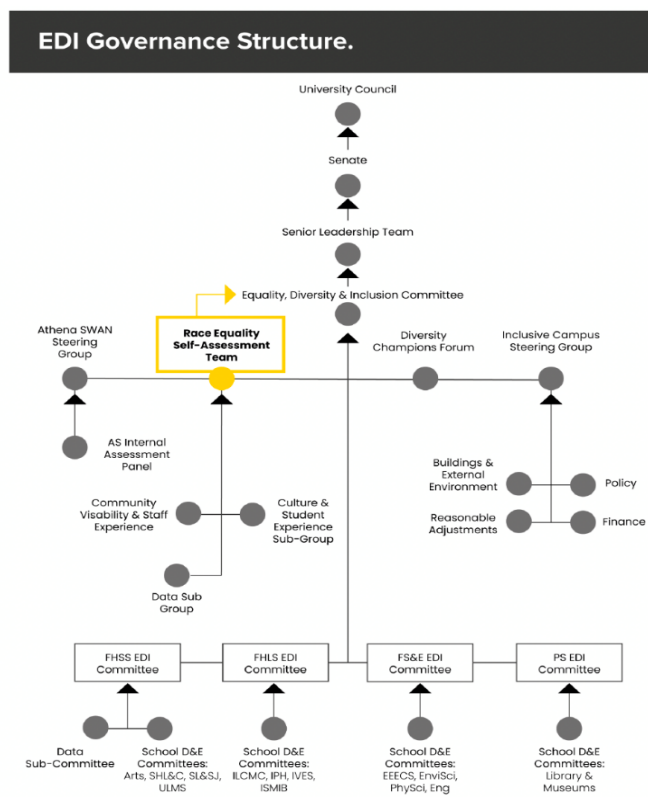 EDI Governance Structure.
University Council
Senate
Senior Leadership Team
Equality, Diversity & Inclusion Committee
Athena SWAN
Steering
Group
Race Equality
Self-Assessment
Team
Diversity
Champions Forum
Inclusive Campus
Steering Group
AS Internal
Assessment
Panel
Buildings &
External
Environment
Policy
Reasonable
Adjustments
Finance
Community
Visability & Staff
Experience
Culture &
Student
Experience
Sub-Group
Data Sub
Group
FHSS EDI
Committee
FHLS EDI
Committee
FS&E EDI
Committee
PS EDI
Committee
Data
Sub-Committee
School D&E
Committees:
Arts, SHL&C, SL&SJ,
ULMS
School D&E
Committees:
ILCMC, IPH, IVES,
ISMIB
School D&E
Committees:
EEECS, EnviSci,
PhySci, Eng
School D&E
Committees:
Library &
Museums